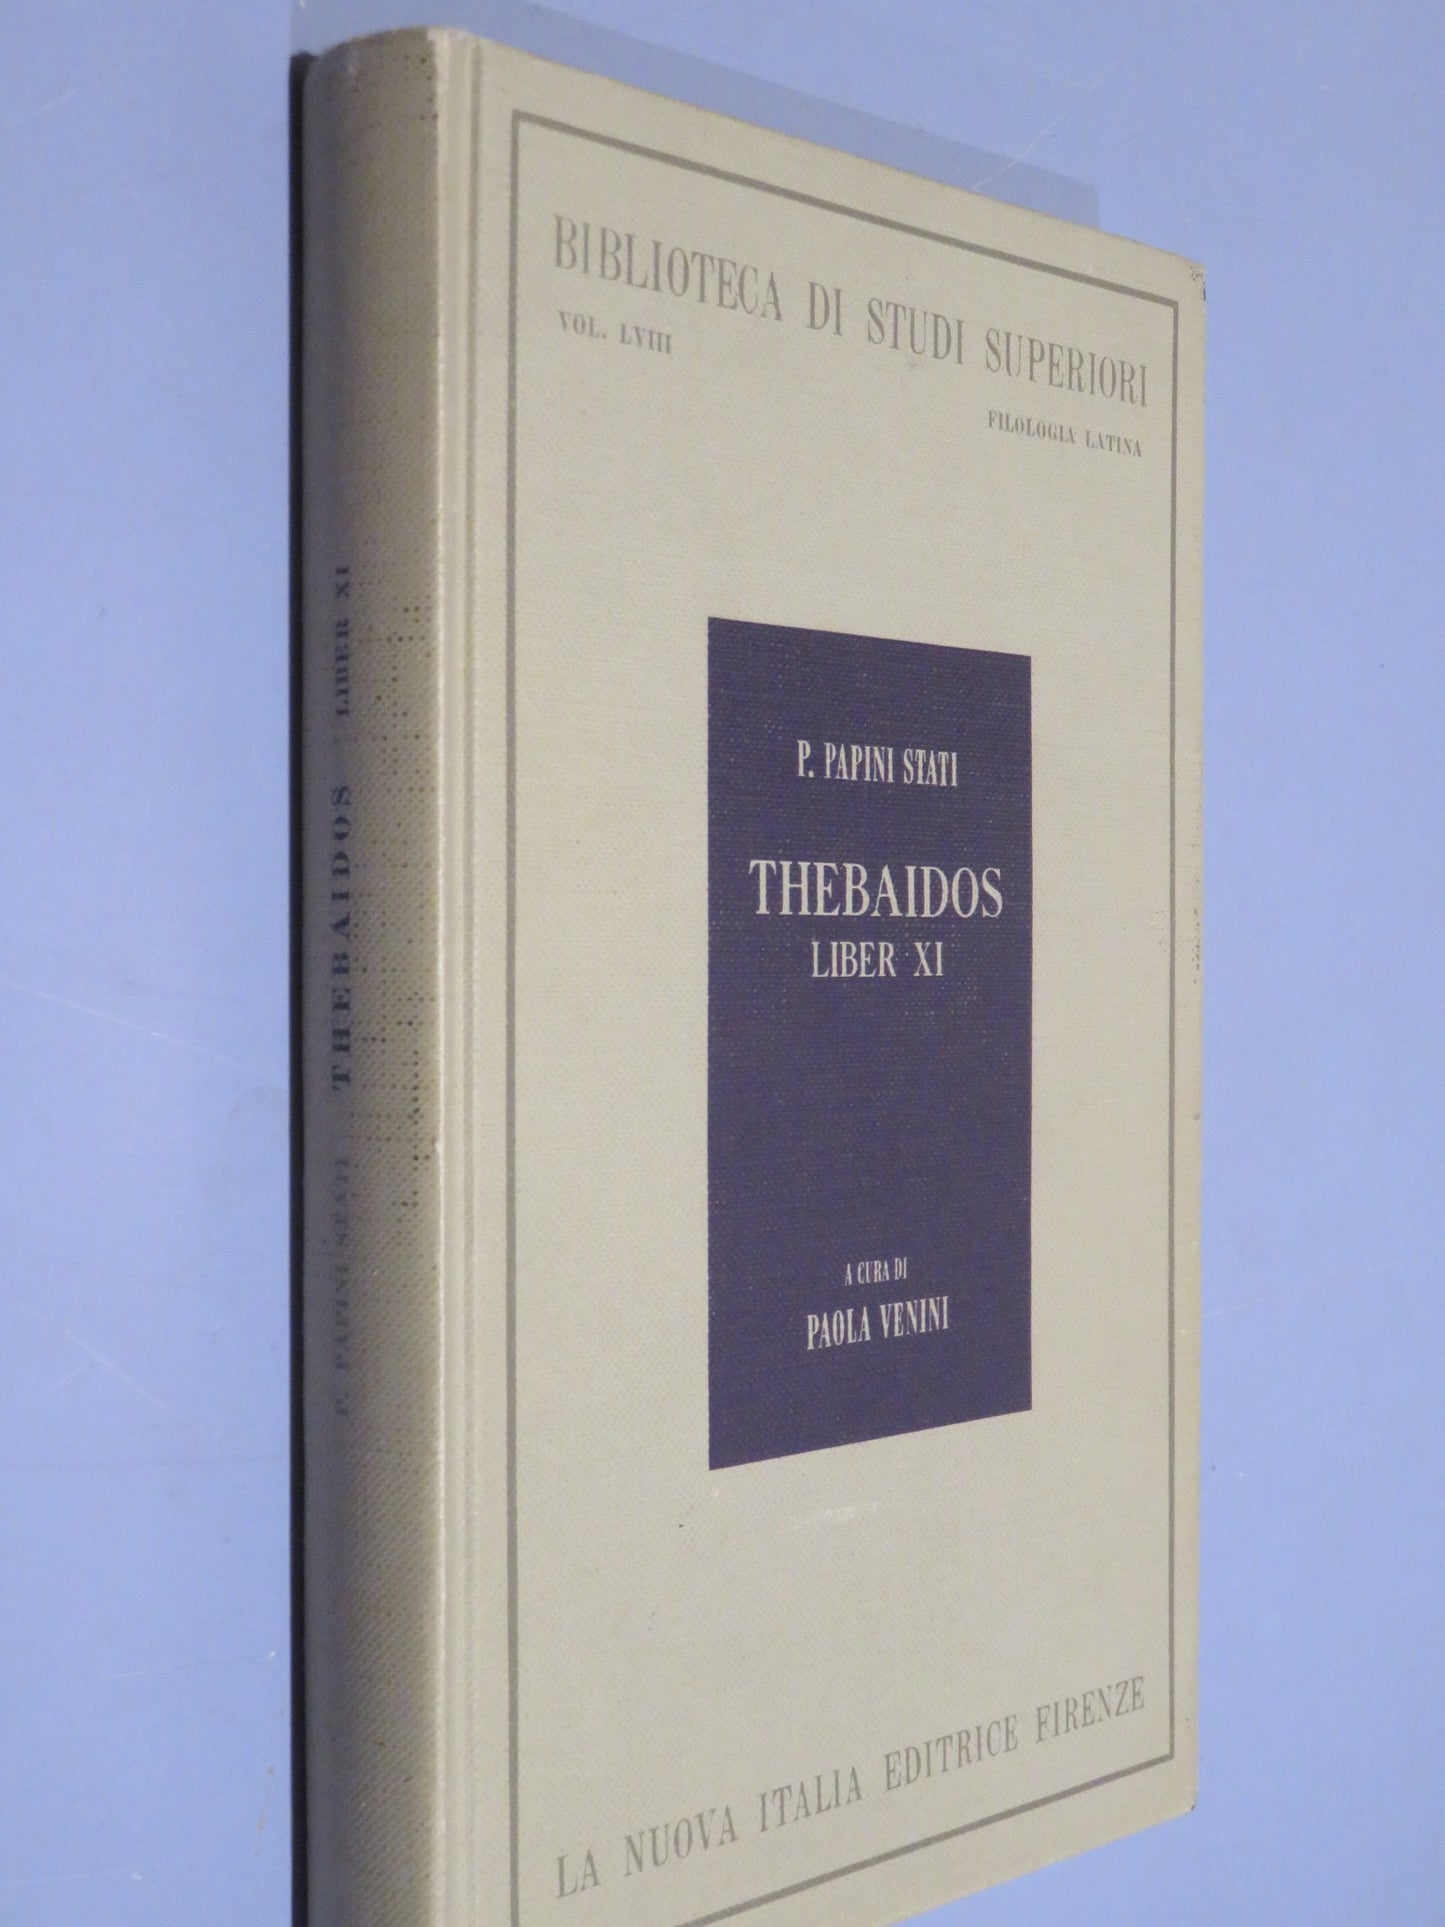 BIBLIOTECA DI STUDI SUPERIORI
VOL. LVIII
FILOLOGIA LATINA
P. PAPINI STATI
THEBAIDOS
LIBER XI
A CURA DI
PAOLA VENINI
LA NUOVA ITALIA EDITRICE FIRENZE
P. PAPINI STATI THEBAIDOS LIBER XI